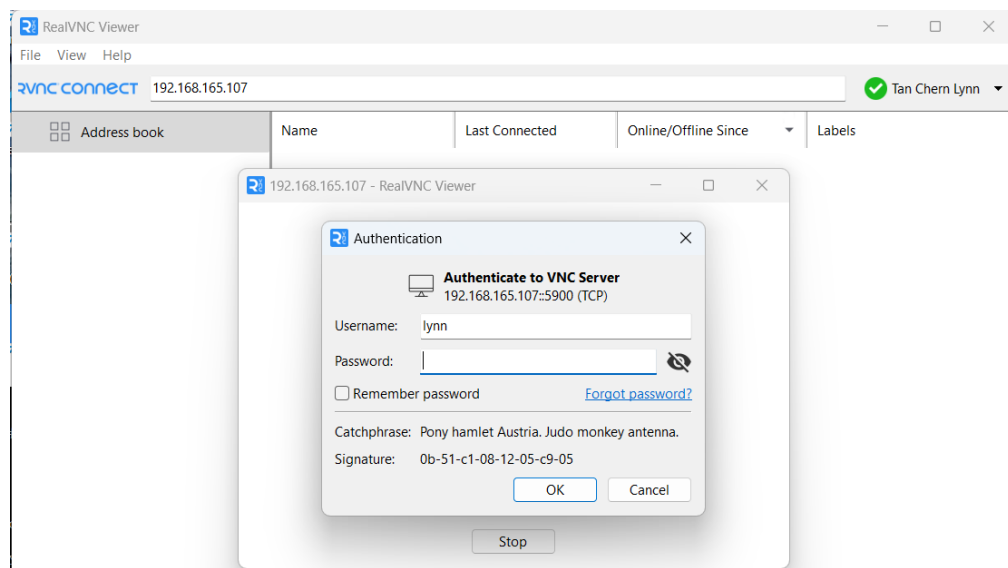 RealVNC Viewer
File View Help
RVNC CONNECT 192.168.165.107 Tan Chern Lynn
Address book Name Last Connected Online/Offline Since Labels
192.168.165.107 - RealVNC Viewer
Authentication
Authenticate to VNC Server
192.168.165.107::5900 (TCP)
Username: lynn
Password:
Remember password Forgot password?
Catchphrase: Pony hamlet Austria. Judo monkey antenna.
Signature: 0b-51-c1-08-12-05-c9-05
OK Cancel
Stop